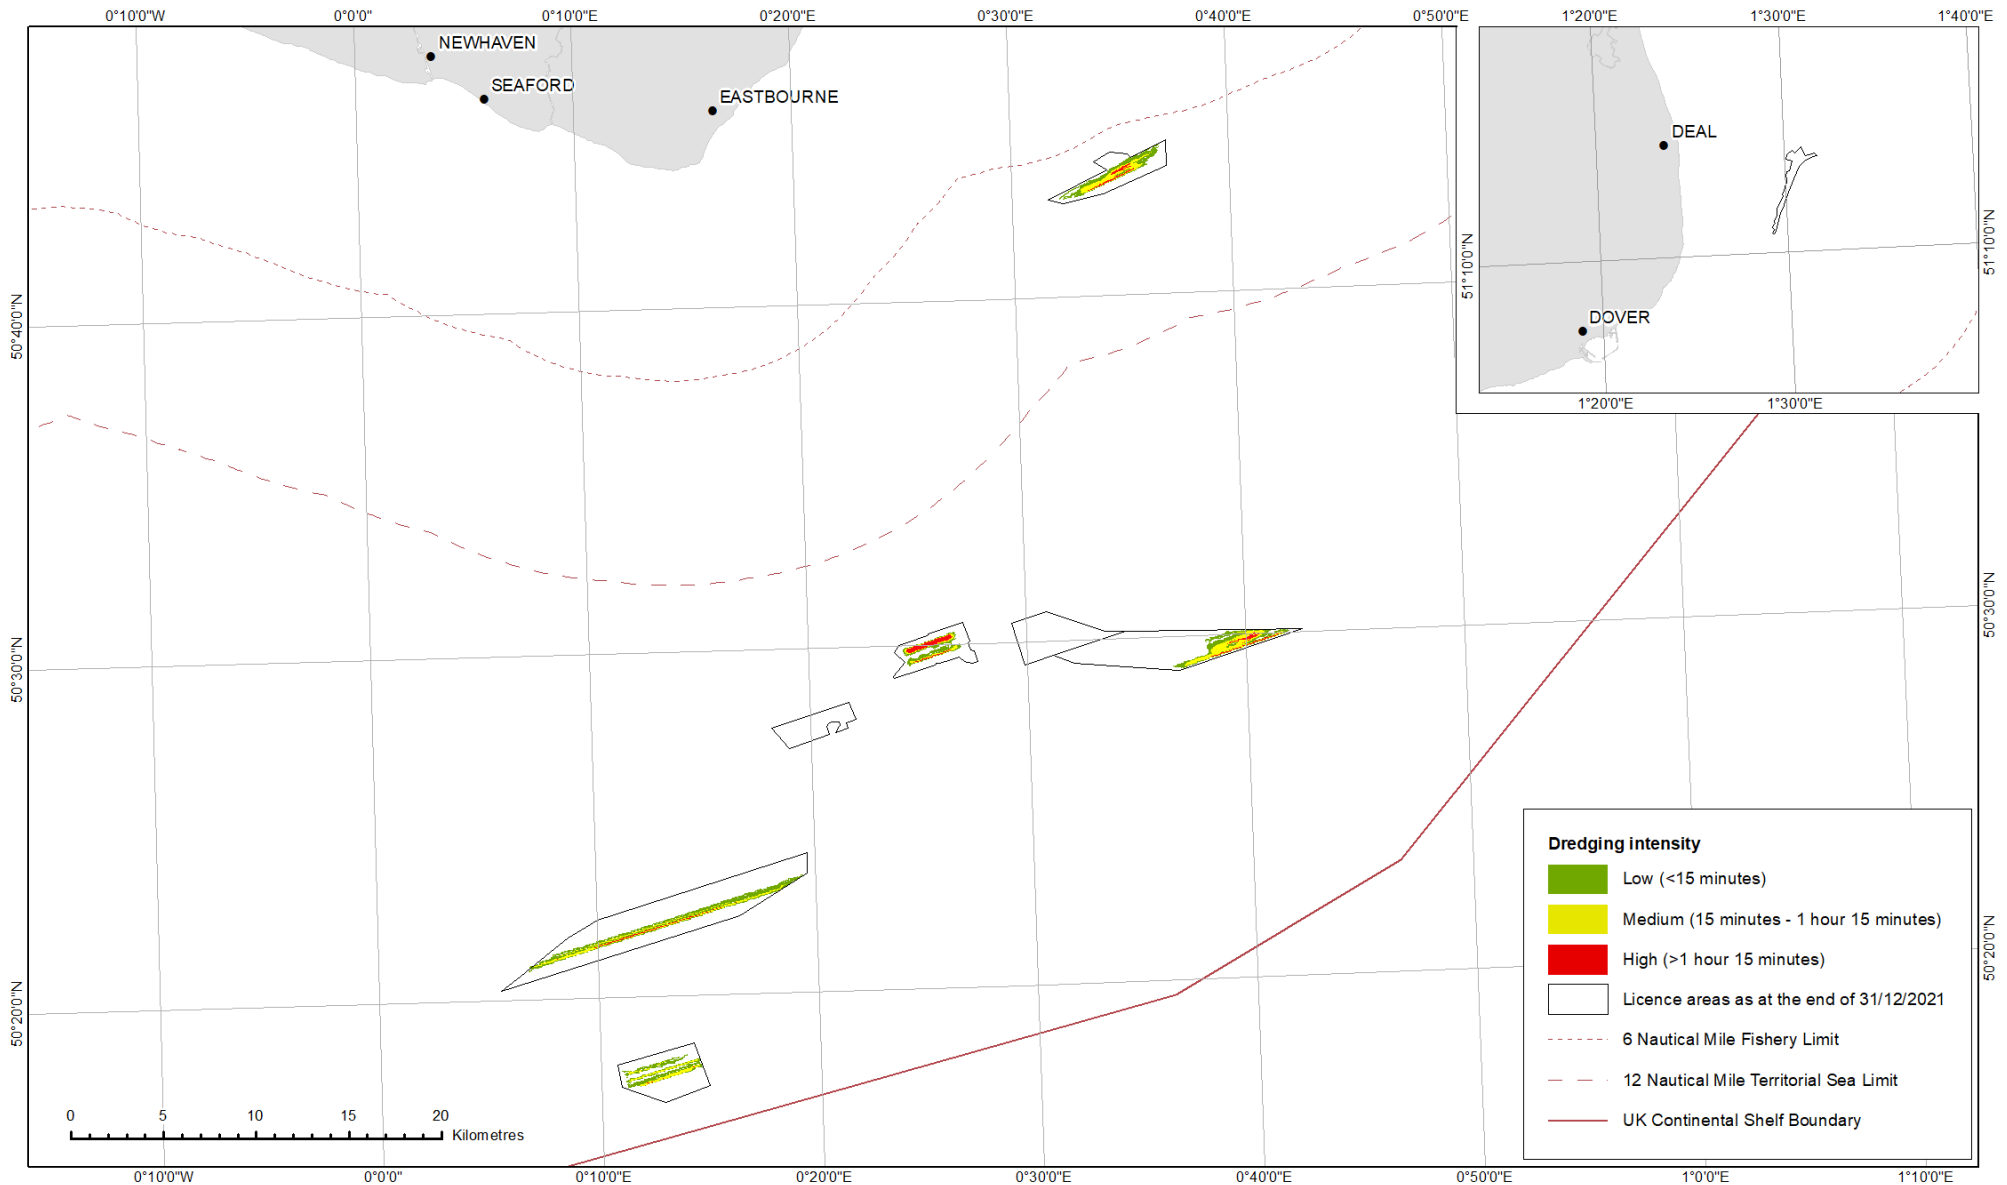 0°10'0"W
0°0'0"
0°10'0"E
0°20'0"E
0°30'0"E
0°40'0"E
0°50'0"E
1°20'0"E
1°30'0"E
1°40'0"E
NEWHAVEN
SEAFORD
EASTBOURNE
DEAL
DOVER
51°10'0"N
51°10'0"N
1°20'0"E
1°30'0"E
50°40'0"N
50°30'0"N
50°30'0"N
50°20'0"N
50°20'0"N
Dredging intensity
Low (<15 minutes)
Medium (15 minutes - 1 hour 15 minutes)
High (>1 hour 15 minutes)
Licence areas as at the end of 31/12/2021
6 Nautical Mile Fishery Limit
12 Nautical Mile Territorial Sea Limit
UK Continental Shelf Boundary
0 5 10 15 20
Kilometres
0°10'0"W
0°0'0"
0°10'0"E
0°20'0"E
0°30'0"E
0°40'0"E
0°50'0"E
1°0'0"E
1°10'0"E